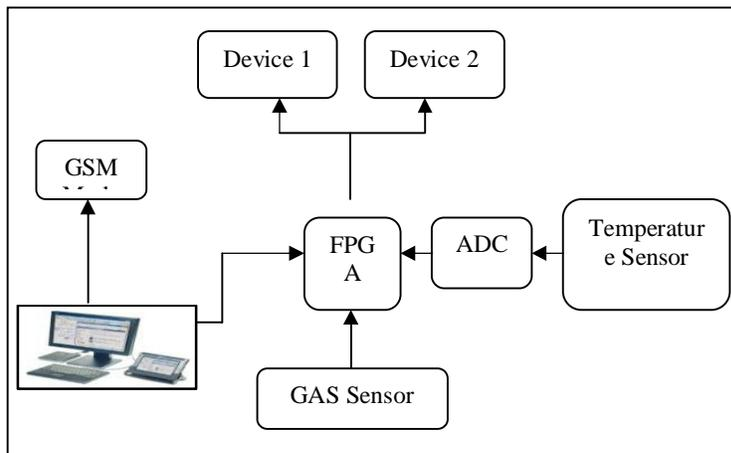 Device 1
Device 2
GSM
FPG
A
ADC
Temperatur
e Sensor
GAS Sensor